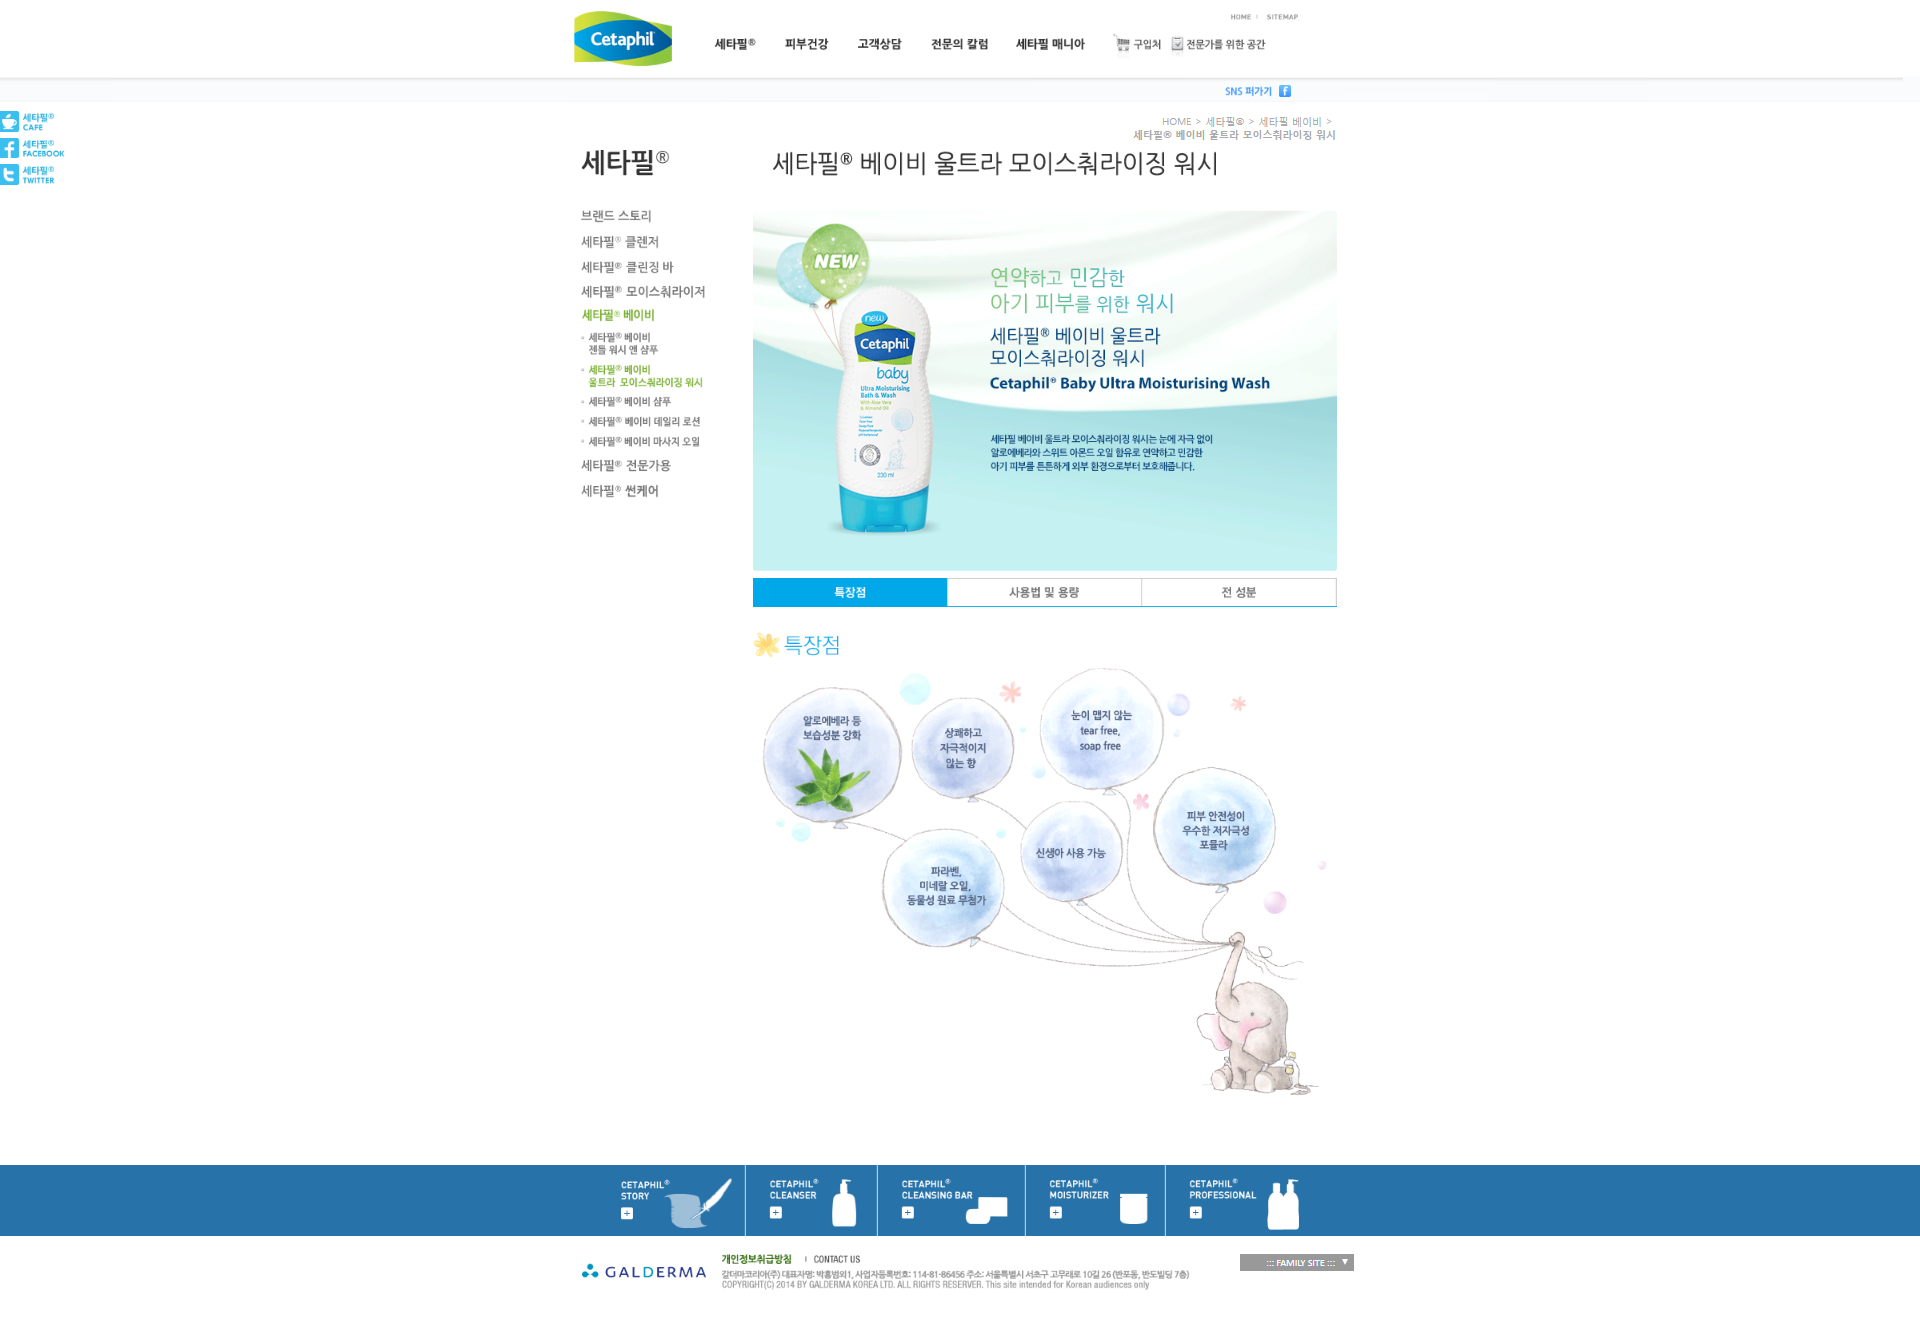 Cetaphil
HOME
SITEMAP
세타필®
피부건강
고객상담
전문의 칼럼
세타필 매니아
구입처
전문가를 위한 공간
SNS 퍼가기
세타필®
CAFE
세타필®
FACEBOOK
세타필®
TWITTER
HOME > 세타필® > 세타필 베이비 >
세타필® 베이비 울트라 모이스춰라이징 워시
세타필®
세타필® 베이비 울트라 모이스춰라이징 워시
브랜드 스토리
세타필® 클렌저
세타필® 클린징 바
세타필® 모이스춰라이저
세타필® 베이비
세타필® 베이비
젠틀 워시 앤 샴푸
세타필® 베이비
울트라 모이스춰라이징 워시
세타필® 베이비 샴푸
세타필® 베이비 데일리 로션
세타필® 베이비 마사지 오일
세타필® 전문가용
세타필® 썬케어
NEW
new
Cetaphil
baby
Ultra Moisturising
Bath & Wash
With Aloe Vera
& Almond Oil
230 ml
연약하고 민감한
아기 피부를 위한 워시
세타필® 베이비 울트라
모이스춰라이징 워시
Cetaphil® Baby Ultra Moisturising Wash
세타필 베이비 울트라 모이스춰라이징 워시는 눈에 자극 없이
알로에베라와 스위트 아몬드 오일 함유로 연약하고 민감한
아기 피부를 튼튼하게 외부 환경으로부터 보호해줍니다.
특장점
사용법 및 용량
전 성분
특장점
알로에베라 등
보습성분 강화
상쾌하고
자극적이지
않는 향
눈이 맵지 않는
tear free,
soap free
피부 안전성이
우수한 저자극성
포뮬라
신생아 사용 가능
파라벤,
미네랄 오일,
동물성 원료 무첨가
CETAPHIL®
STORY
CETAPHIL®
CLEANSER
CETAPHIL®
CLEANSING BAR
CETAPHIL®
MOISTURIZER
CETAPHIL®
PROFESSIONAL
GALDERMA
개인정보취급방침
CONTACT US
갈더마코리아(주) 대표자명: 박흥범외1, 사업자등록번호: 114-81-86456 주소: 서울특별시 서초구 고무래로 10길 26 (반포동, 반도빌딩 7층)
COPYRIGHT(C) 2014 BY GALDERMA KOREA LTD. ALL RIGHTS RESERVER. This site intended for Korean audiences only
::: FAMILY SITE ::: ▼